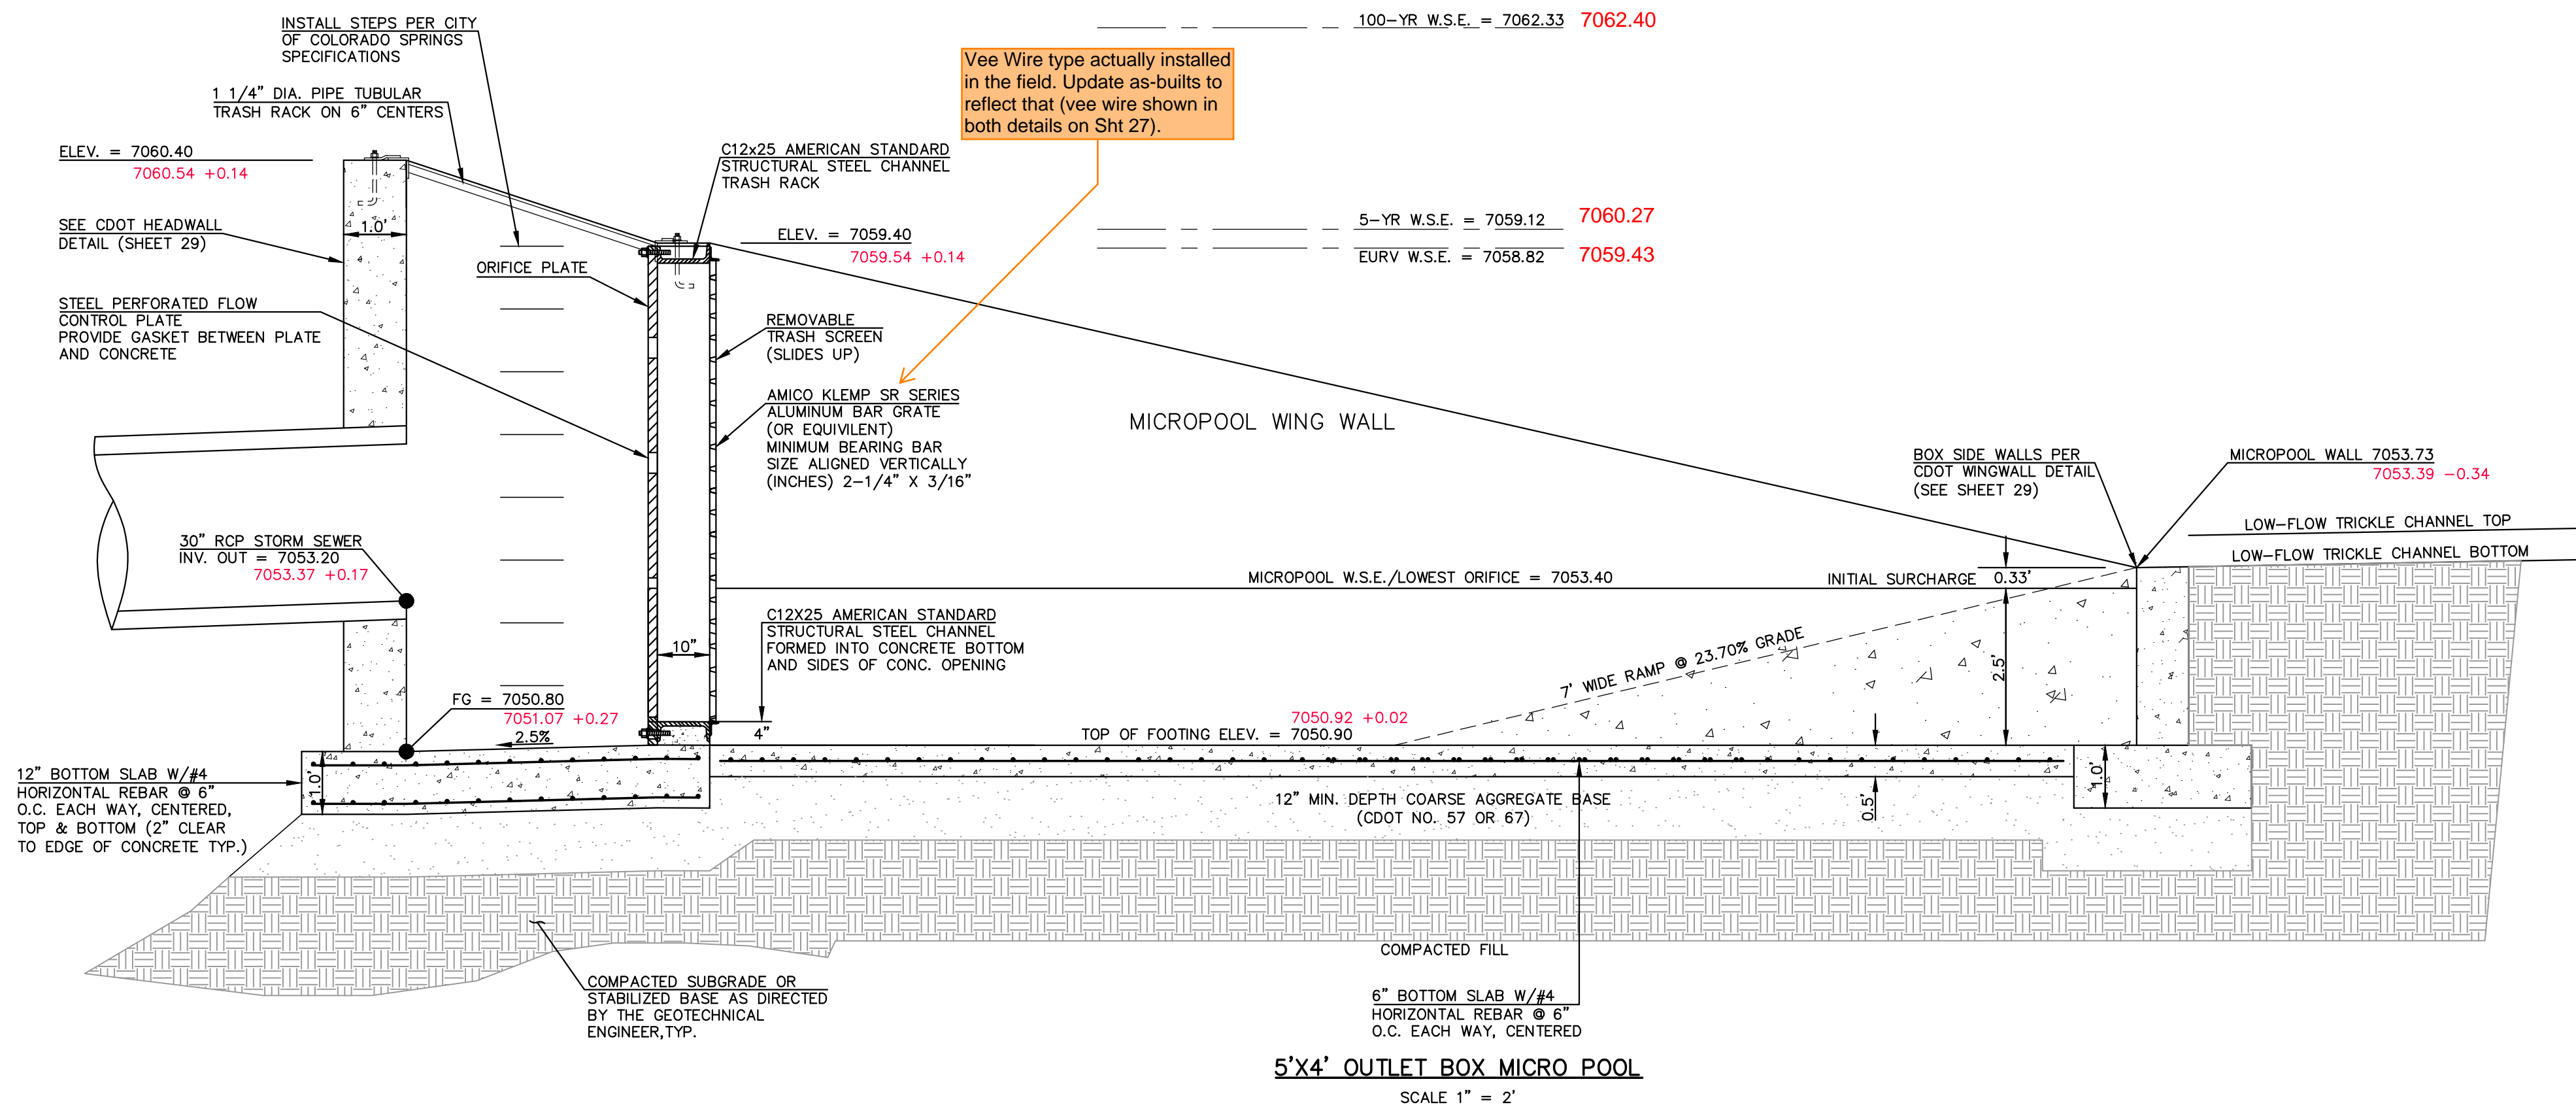 100-YR W.S.E. = 7062.33 7062.40
INSTALL STEPS PER CITY
OF COLORADO SPRINGS
SPECIFICATIONS
Vee Wire type actually installed
in the field. Update as-builts to
reflect that (vee wire shown in
both details on Sht 27).
1 1/4" DIA. PIPE TUBULAR
TRASH RACK ON 6" CENTERS
ELEV. = 7060.40
7060.54 +0.14
C12x25 AMERICAN STANDARD
STRUCTURAL STEEL CHANNEL
TRASH RACK
SEE CDOT HEADWALL
DETAIL (SHEET 29)
1.0'
ELEV. = 7059.40
7059.54 +0.14
5-YR W.S.E. = 7059.12 7060.27
EURV W.S.E. = 7058.82 7059.43
ORIFICE PLATE
STEEL PERFORATED FLOW
CONTROL PLATE
PROVIDE GASKET BETWEEN PLATE
AND CONCRETE
REMOVABLE
TRASH SCREEN
(SLIDES UP)
AMICO KLEMP SR SERIES
ALUMINUM BAR GRATE
(OR EQUIVILENT)
MINIMUM BEARING BAR
SIZE ALIGNED VERTICALLY
(INCHES) 2-1/4" X 3/16"
MICROPOOL WING WALL
BOX SIDE WALLS PER
CDOT WINGWALL DETAIL
(SEE SHEET 29)
MICROPOOL WALL 7053.73
7053.39 -0.34
LOW-FLOW TRICKLE CHANNEL TOP
LOW-FLOW TRICKLE CHANNEL BOTTOM
30" RCP STORM SEWER
INV. OUT = 7053.20
7053.37 +0.17
MICROPOOL W.S.E./LOWEST ORIFICE = 7053.40
INITIAL SURCHARGE 0.33'
C12X25 AMERICAN STANDARD
STRUCTURAL STEEL CHANNEL
FORMED INTO CONCRETE BOTTOM
AND SIDES OF CONC. OPENING
10"
7' WIDE RAMP @ 23.70% GRADE
2.5'
FG = 7050.80
7051.07 +0.27
2.5%
4"
7050.92 +0.02
TOP OF FOOTING ELEV. = 7050.90
12" BOTTOM SLAB W/#4
HORIZONTAL REBAR @ 6"
O.C. EACH WAY, CENTERED,
TOP & BOTTOM (2" CLEAR
TO EDGE OF CONCRETE TYP.)
1.0'
12" MIN. DEPTH COARSE AGGREGATE BASE
(CDOT NO. 57 OR 67)
0.5'
1.0'
COMPACTED FILL
COMPACTED SUBGRADE OR
STABILIZED BASE AS DIRECTED
BY THE GEOTECHNICAL
ENGINEER,TYP.
6" BOTTOM SLAB W/#4
HORIZONTAL REBAR @ 6"
O.C. EACH WAY, CENTERED
5'X4' OUTLET BOX MICRO POOL
SCALE 1" = 2'